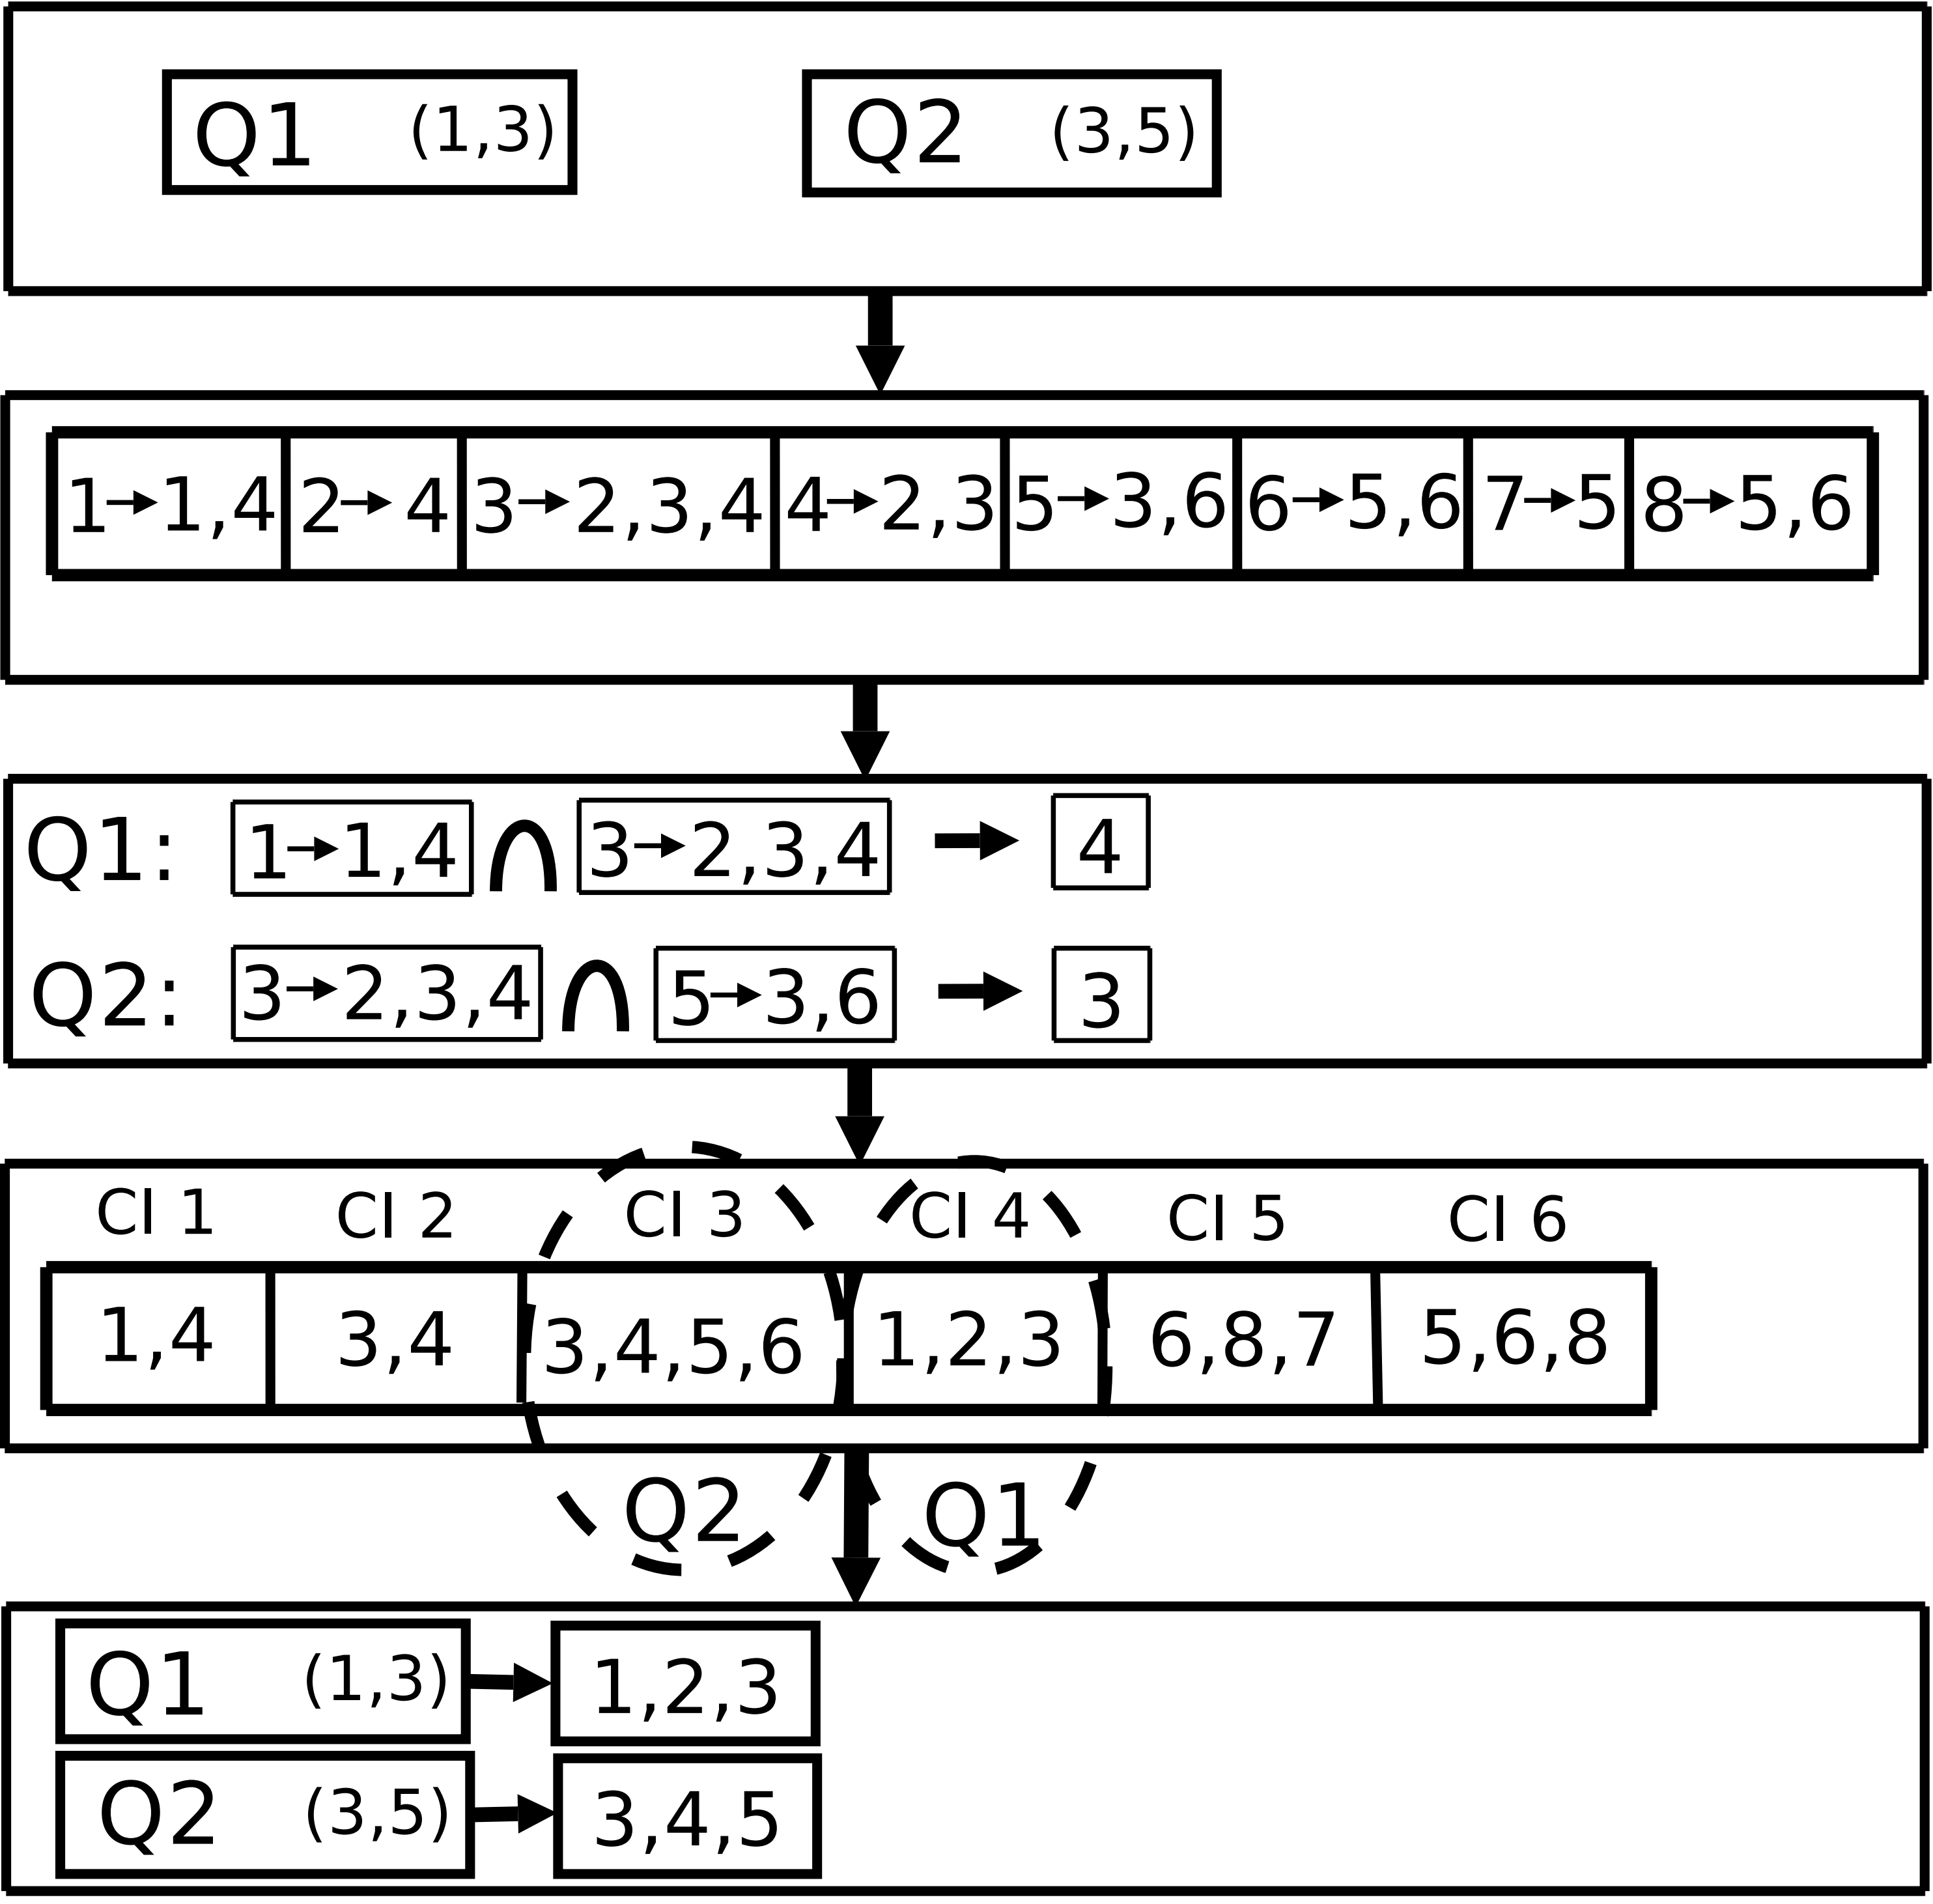 Q1 (1,3) Q2 (3,5)
1→1,4 2→4 3→2,3,4 4→2,3 5→3,6 6→5,6 7→5 8→5,6
Q1: 1→1,4 ∩ 3→2,3,4 → 4
Q2: 3→2,3,4 ∩ 5→3,6 → 3
Cl 1 Cl 2 Cl 3 Cl 4 Cl 5 Cl 6
1,4 3,4 3,4,5,6 1,2,3 6,8,7 5,6,8
Q2 Q1
Q1 (1,3) → 1,2,3
Q2 (3,5) → 3,4,5